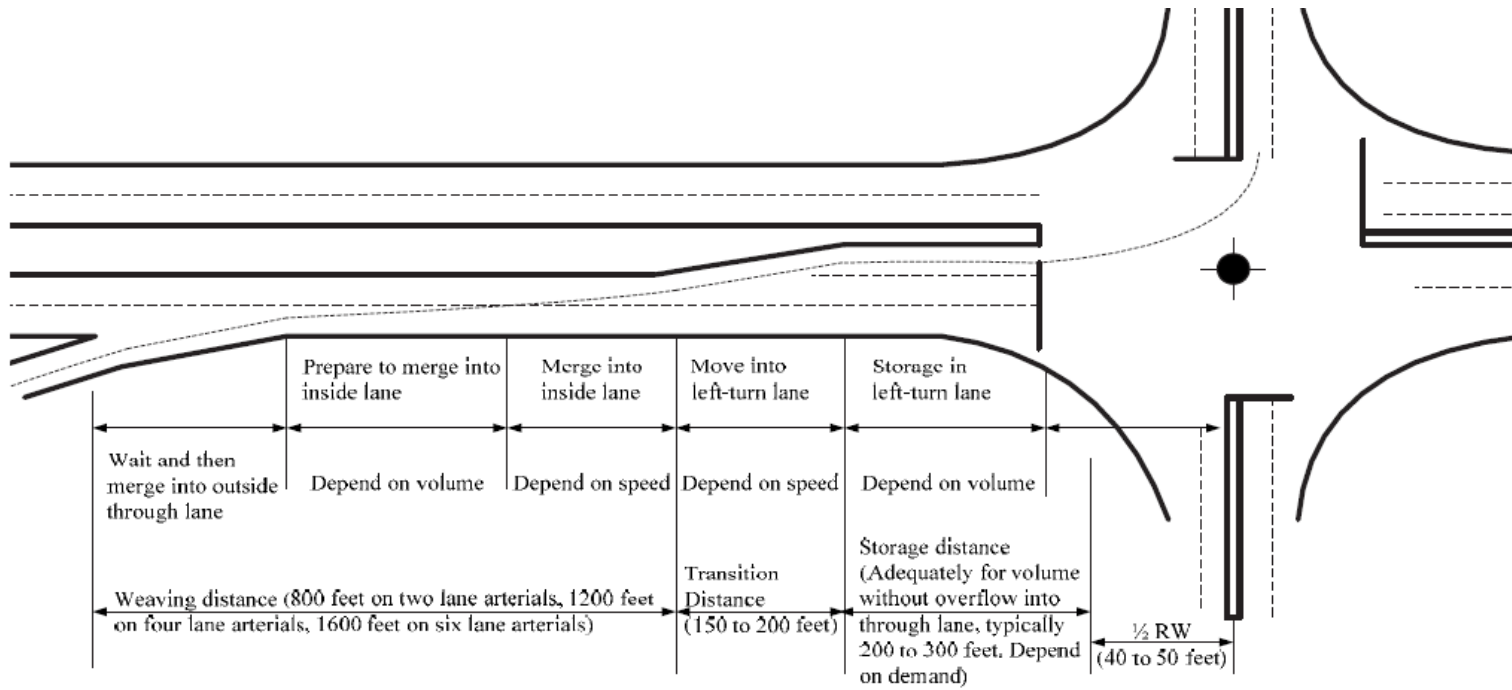 Prepare to merge into
inside lane
Merge into
inside lane
Move into
left-turn lane
Storage in
left-turn lane
Wait and then
merge into outside
through lane
Depend on volume
Depend on speed
Depend on speed
Depend on volume
Weaving distance (800 feet on two lane arterials, 1200 feet
on four lane arterials, 1600 feet on six lane arterials)
Transition
Distance
(150 to 200 feet)
Storage distance
(Adequately for volume
without overflow into
through lane, typically
200 to 300 feet. Depend
on demand)
½ RW
(40 to 50 feet)